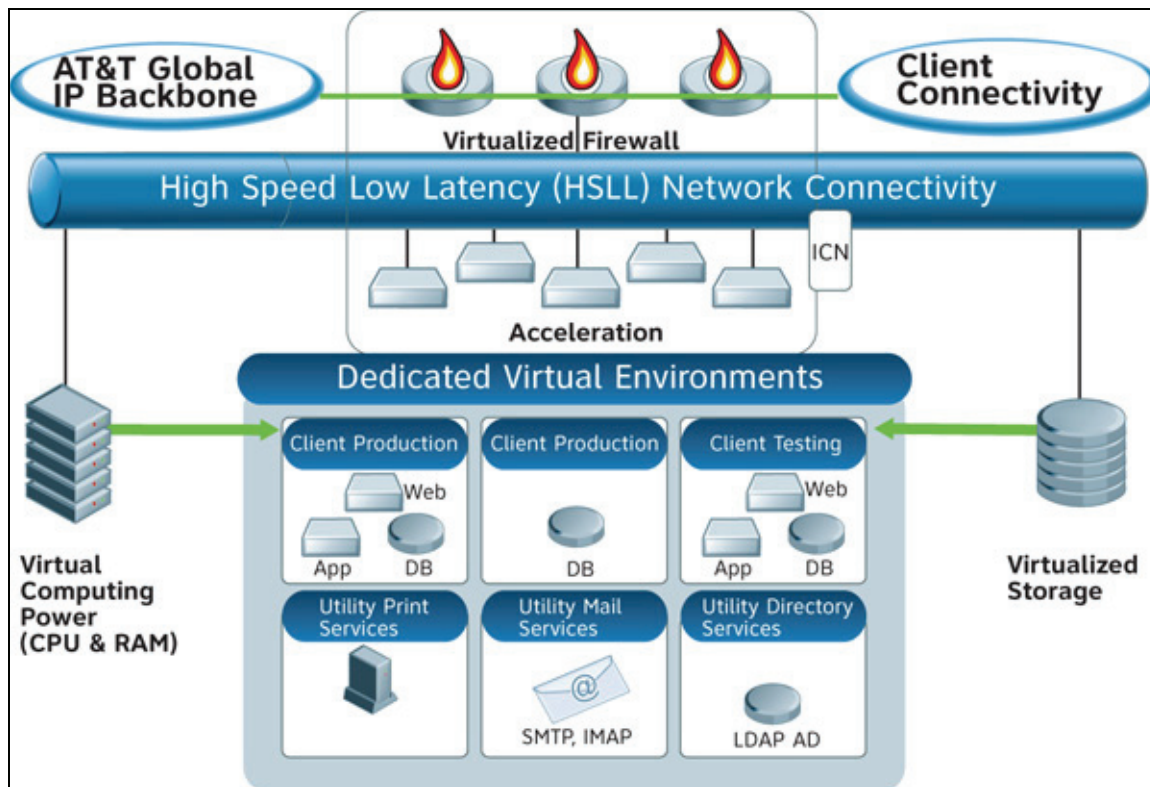 AT&T Global
IP Backbone
Client
Connectivity
Virtualized Firewall
High Speed Low Latency (HSLL) Network Connectivity
ICN
Acceleration
Dedicated Virtual Environments
Client Production
Web
App
DB
Client Production
DB
Client Testing
Web
App
DB
Virtual
Computing
Power
(CPU & RAM)
Virtualized
Storage
Utility Print
Services
Utility Mail
Services
@
SMTP, IMAP
Utility Directory
Services
LDAP AD